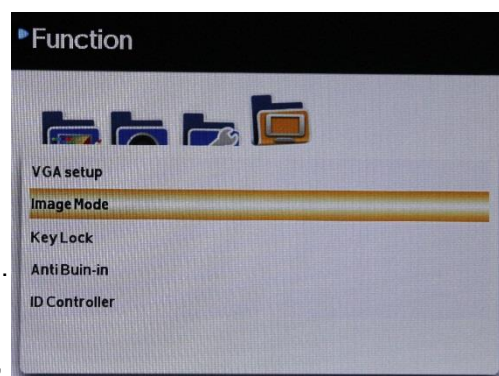 Function
VGA setup
Image Mode
Key Lock
Anti Buin-in
ID Controller